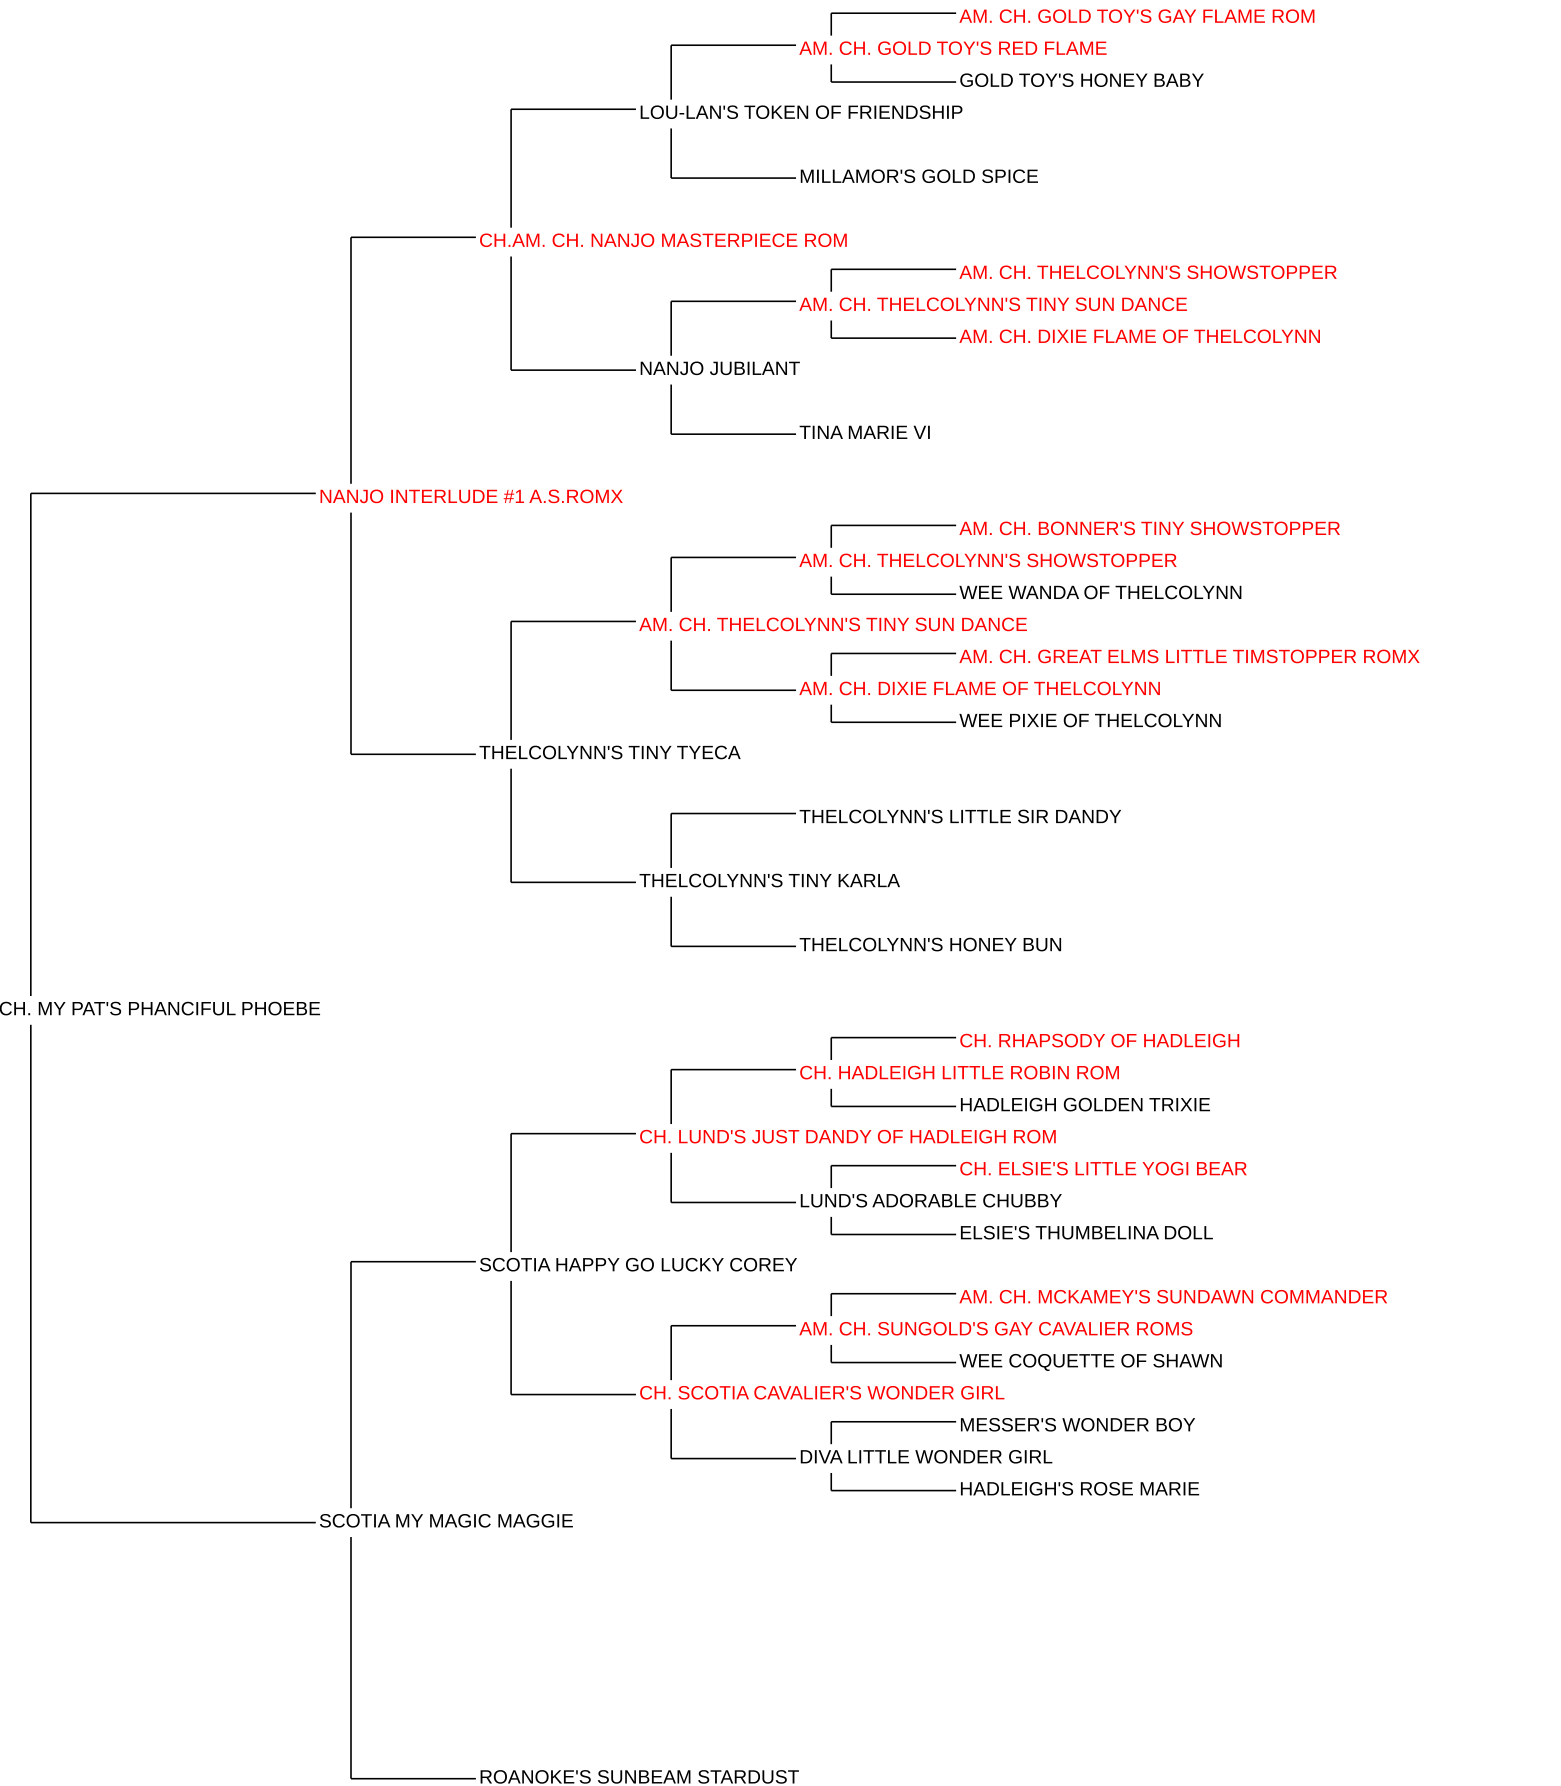 AM. CH. GOLD TOY'S GAY FLAME ROM
AM. CH. GOLD TOY'S RED FLAME
GOLD TOY'S HONEY BABY
LOU-LAN'S TOKEN OF FRIENDSHIP
MILLAMOR'S GOLD SPICE
CH.AM. CH. NANJO MASTERPIECE ROM
AM. CH. THELCOLYNN'S SHOWSTOPPER
AM. CH. THELCOLYNN'S TINY SUN DANCE
AM. CH. DIXIE FLAME OF THELCOLYNN
NANJO JUBILANT
TINA MARIE VI
NANJO INTERLUDE #1 A.S.ROMX
AM. CH. BONNER'S TINY SHOWSTOPPER
AM. CH. THELCOLYNN'S SHOWSTOPPER
WEE WANDA OF THELCOLYNN
AM. CH. THELCOLYNN'S TINY SUN DANCE
AM. CH. GREAT ELMS LITTLE TIMSTOPPER ROMX
AM. CH. DIXIE FLAME OF THELCOLYNN
WEE PIXIE OF THELCOLYNN
THELCOLYNN'S TINY TYECA
THELCOLYNN'S LITTLE SIR DANDY
THELCOLYNN'S TINY KARLA
THELCOLYNN'S HONEY BUN
CH. MY PAT'S PHANCIFUL PHOEBE
CH. RHAPSODY OF HADLEIGH
CH. HADLEIGH LITTLE ROBIN ROM
HADLEIGH GOLDEN TRIXIE
CH. LUND'S JUST DANDY OF HADLEIGH ROM
CH. ELSIE'S LITTLE YOGI BEAR
LUND'S ADORABLE CHUBBY
ELSIE'S THUMBELINA DOLL
SCOTIA HAPPY GO LUCKY COREY
AM. CH. MCKAMEY'S SUNDAWN COMMANDER
AM. CH. SUNGOLD'S GAY CAVALIER ROMS
WEE COQUETTE OF SHAWN
CH. SCOTIA CAVALIER'S WONDER GIRL
MESSER'S WONDER BOY
DIVA LITTLE WONDER GIRL
HADLEIGH'S ROSE MARIE
SCOTIA MY MAGIC MAGGIE
ROANOKE'S SUNBEAM STARDUST